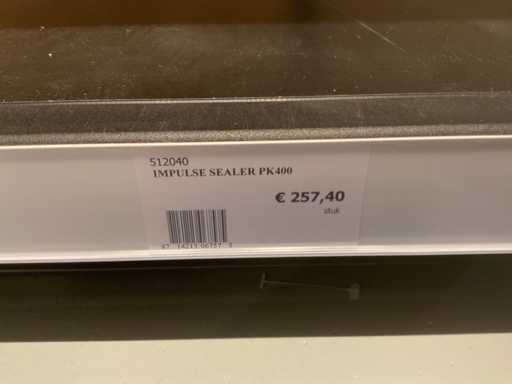 512040
IMPULSE SEALER PK400
€ 257,40
stuk